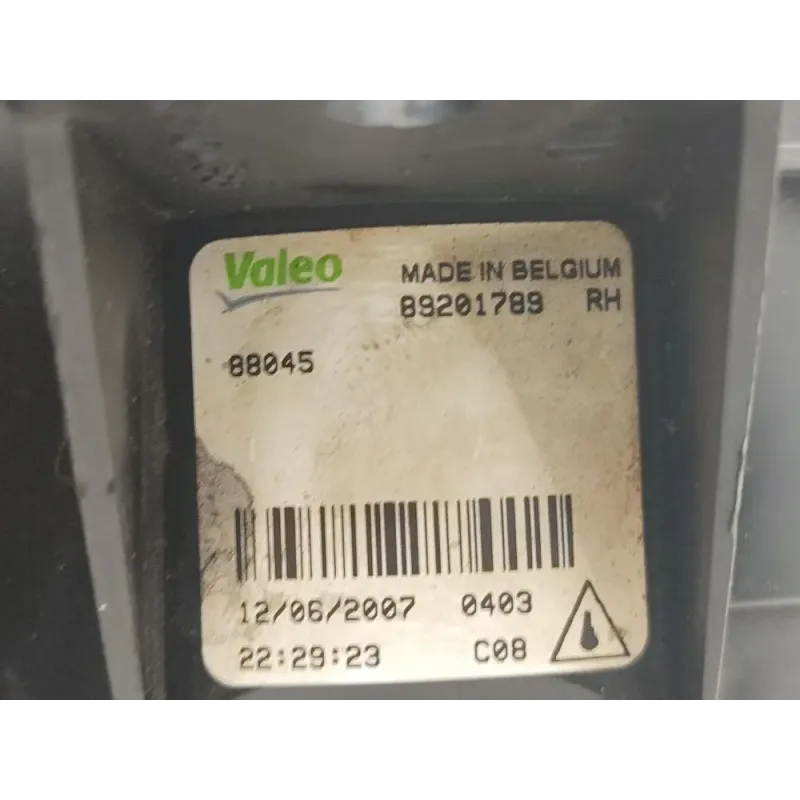 Valeo MADE IN BELGIUM
89201789 RH
88045
12/06/2007 0403
22:29:23 C08